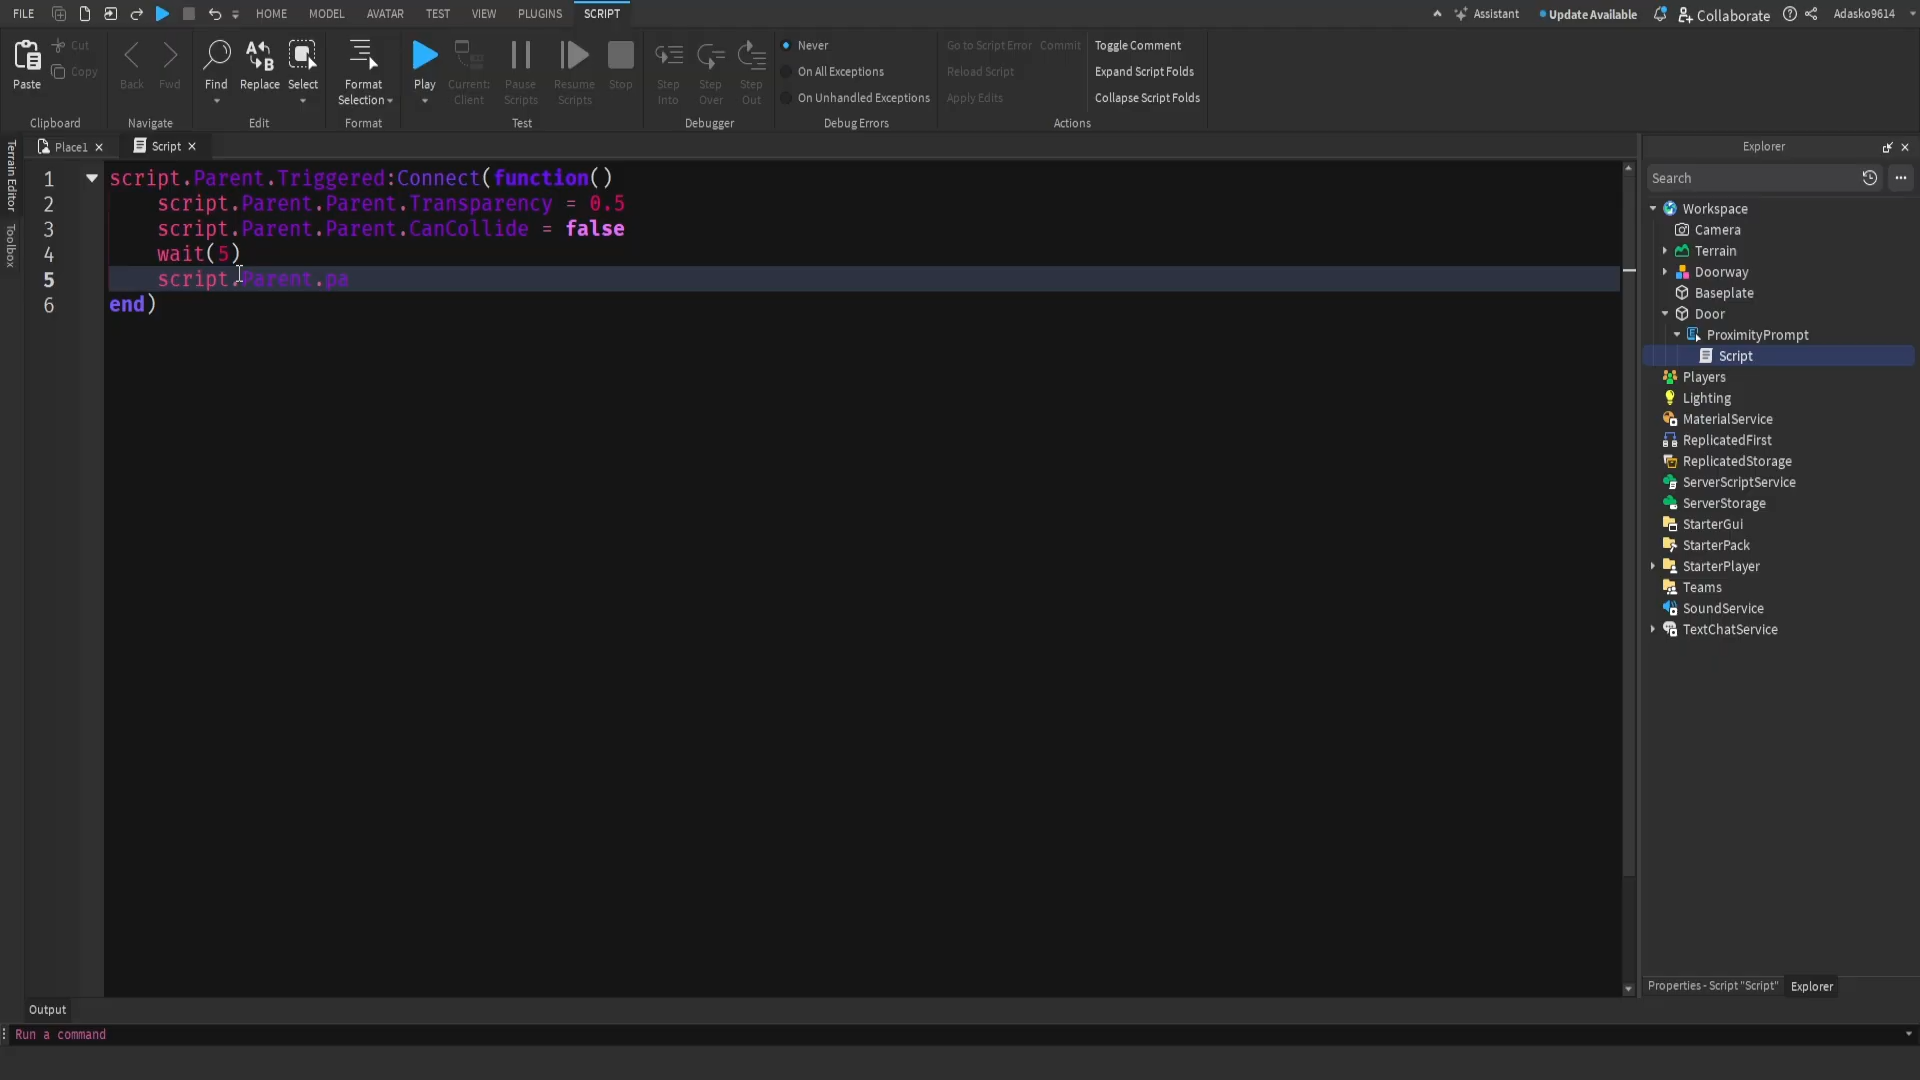 FILE HOME MODEL AVATAR TEST VIEW PLUGINS SCRIPT Assistant Update Available Collaborate Adasko9614
Paste Cut Copy
Back Fwd
Find Replace Select
Format Selection
Play Current: Client Pause Scripts Resume Scripts Stop
Step Into Step Over Step Out
Never
On All Exceptions
On Unhandled Exceptions
Go to Script Error Commit
Reload Script
Apply Edits
Toggle Comment
Expand Script Folds
Collapse Script Folds
Clipboard Navigate Edit Format Test Debugger Debug Errors Actions
Terrain Editor
Toolbox
Place1 Script
1 script.Parent.Triggered:Connect(function()
2 script.Parent.Parent.Transparency = 0.5
3 script.Parent.Parent.CanCollide = false
4 wait(5)
5 script.Parent.pa
6 end)
Explorer
Search
Workspace
Camera
Terrain
Doorway
Baseplate
Door
ProximityPrompt
Script
Players
Lighting
MaterialService
ReplicatedFirst
ReplicatedStorage
ServerScriptService
ServerStorage
StarterGui
StarterPack
StarterPlayer
Teams
SoundService
TextChatService
Properties - Script "Script" Explorer
Output
Run a command